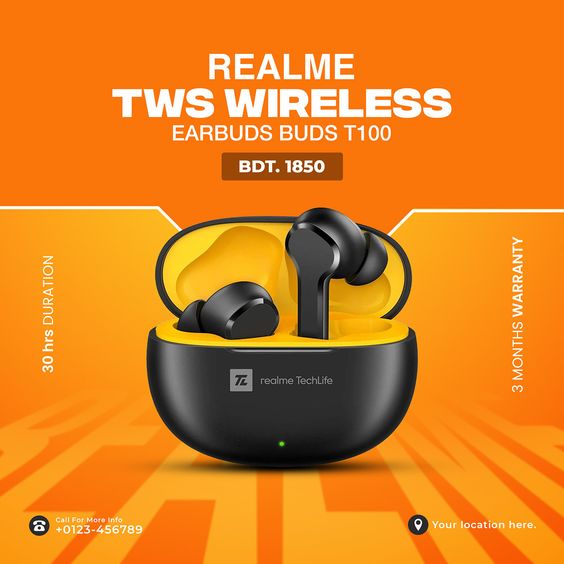 REALME
TWS WIRELESS
EARBUDS BUDS T100
BDT. 1850
30 hrs DURATION
3 MONTHS WARRANTY
TL realme TechLife
Call For More Info
+0123-456789
Your location here.